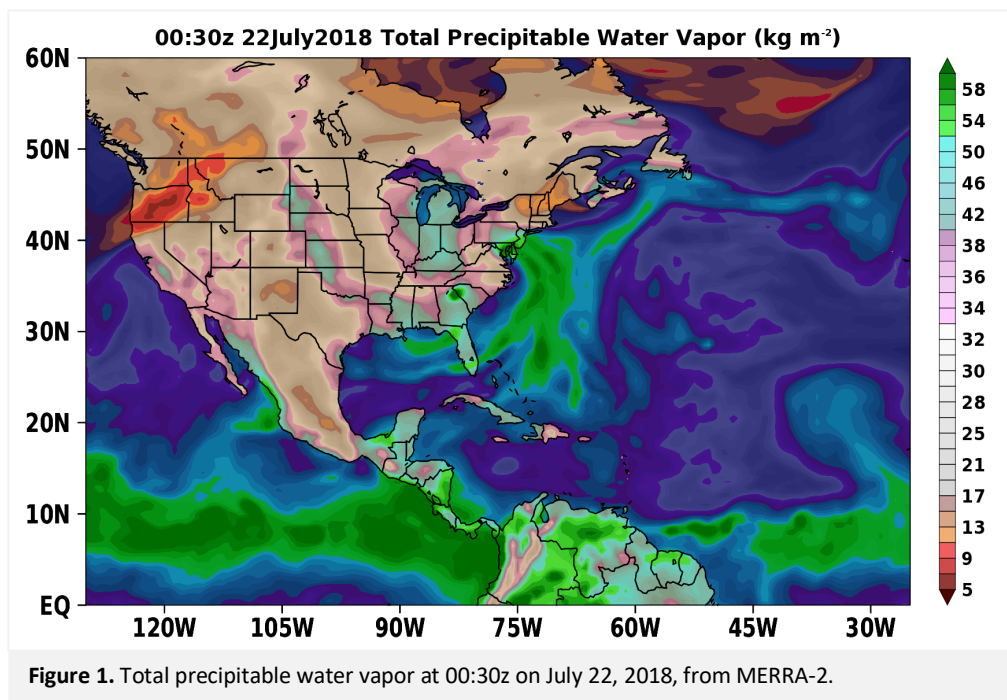 00:30z 22July2018 Total Precipitable Water Vapor (kg m-2)
60N
50N
40N
30N
20N
10N
EQ
120W 105W 90W 75W 60W 45W 30W
58
54
50
46
42
38
36
34
32
30
28
25
21
17
13
9
5
Figure 1. Total precipitable water vapor at 00:30z on July 22, 2018, from MERRA-2.